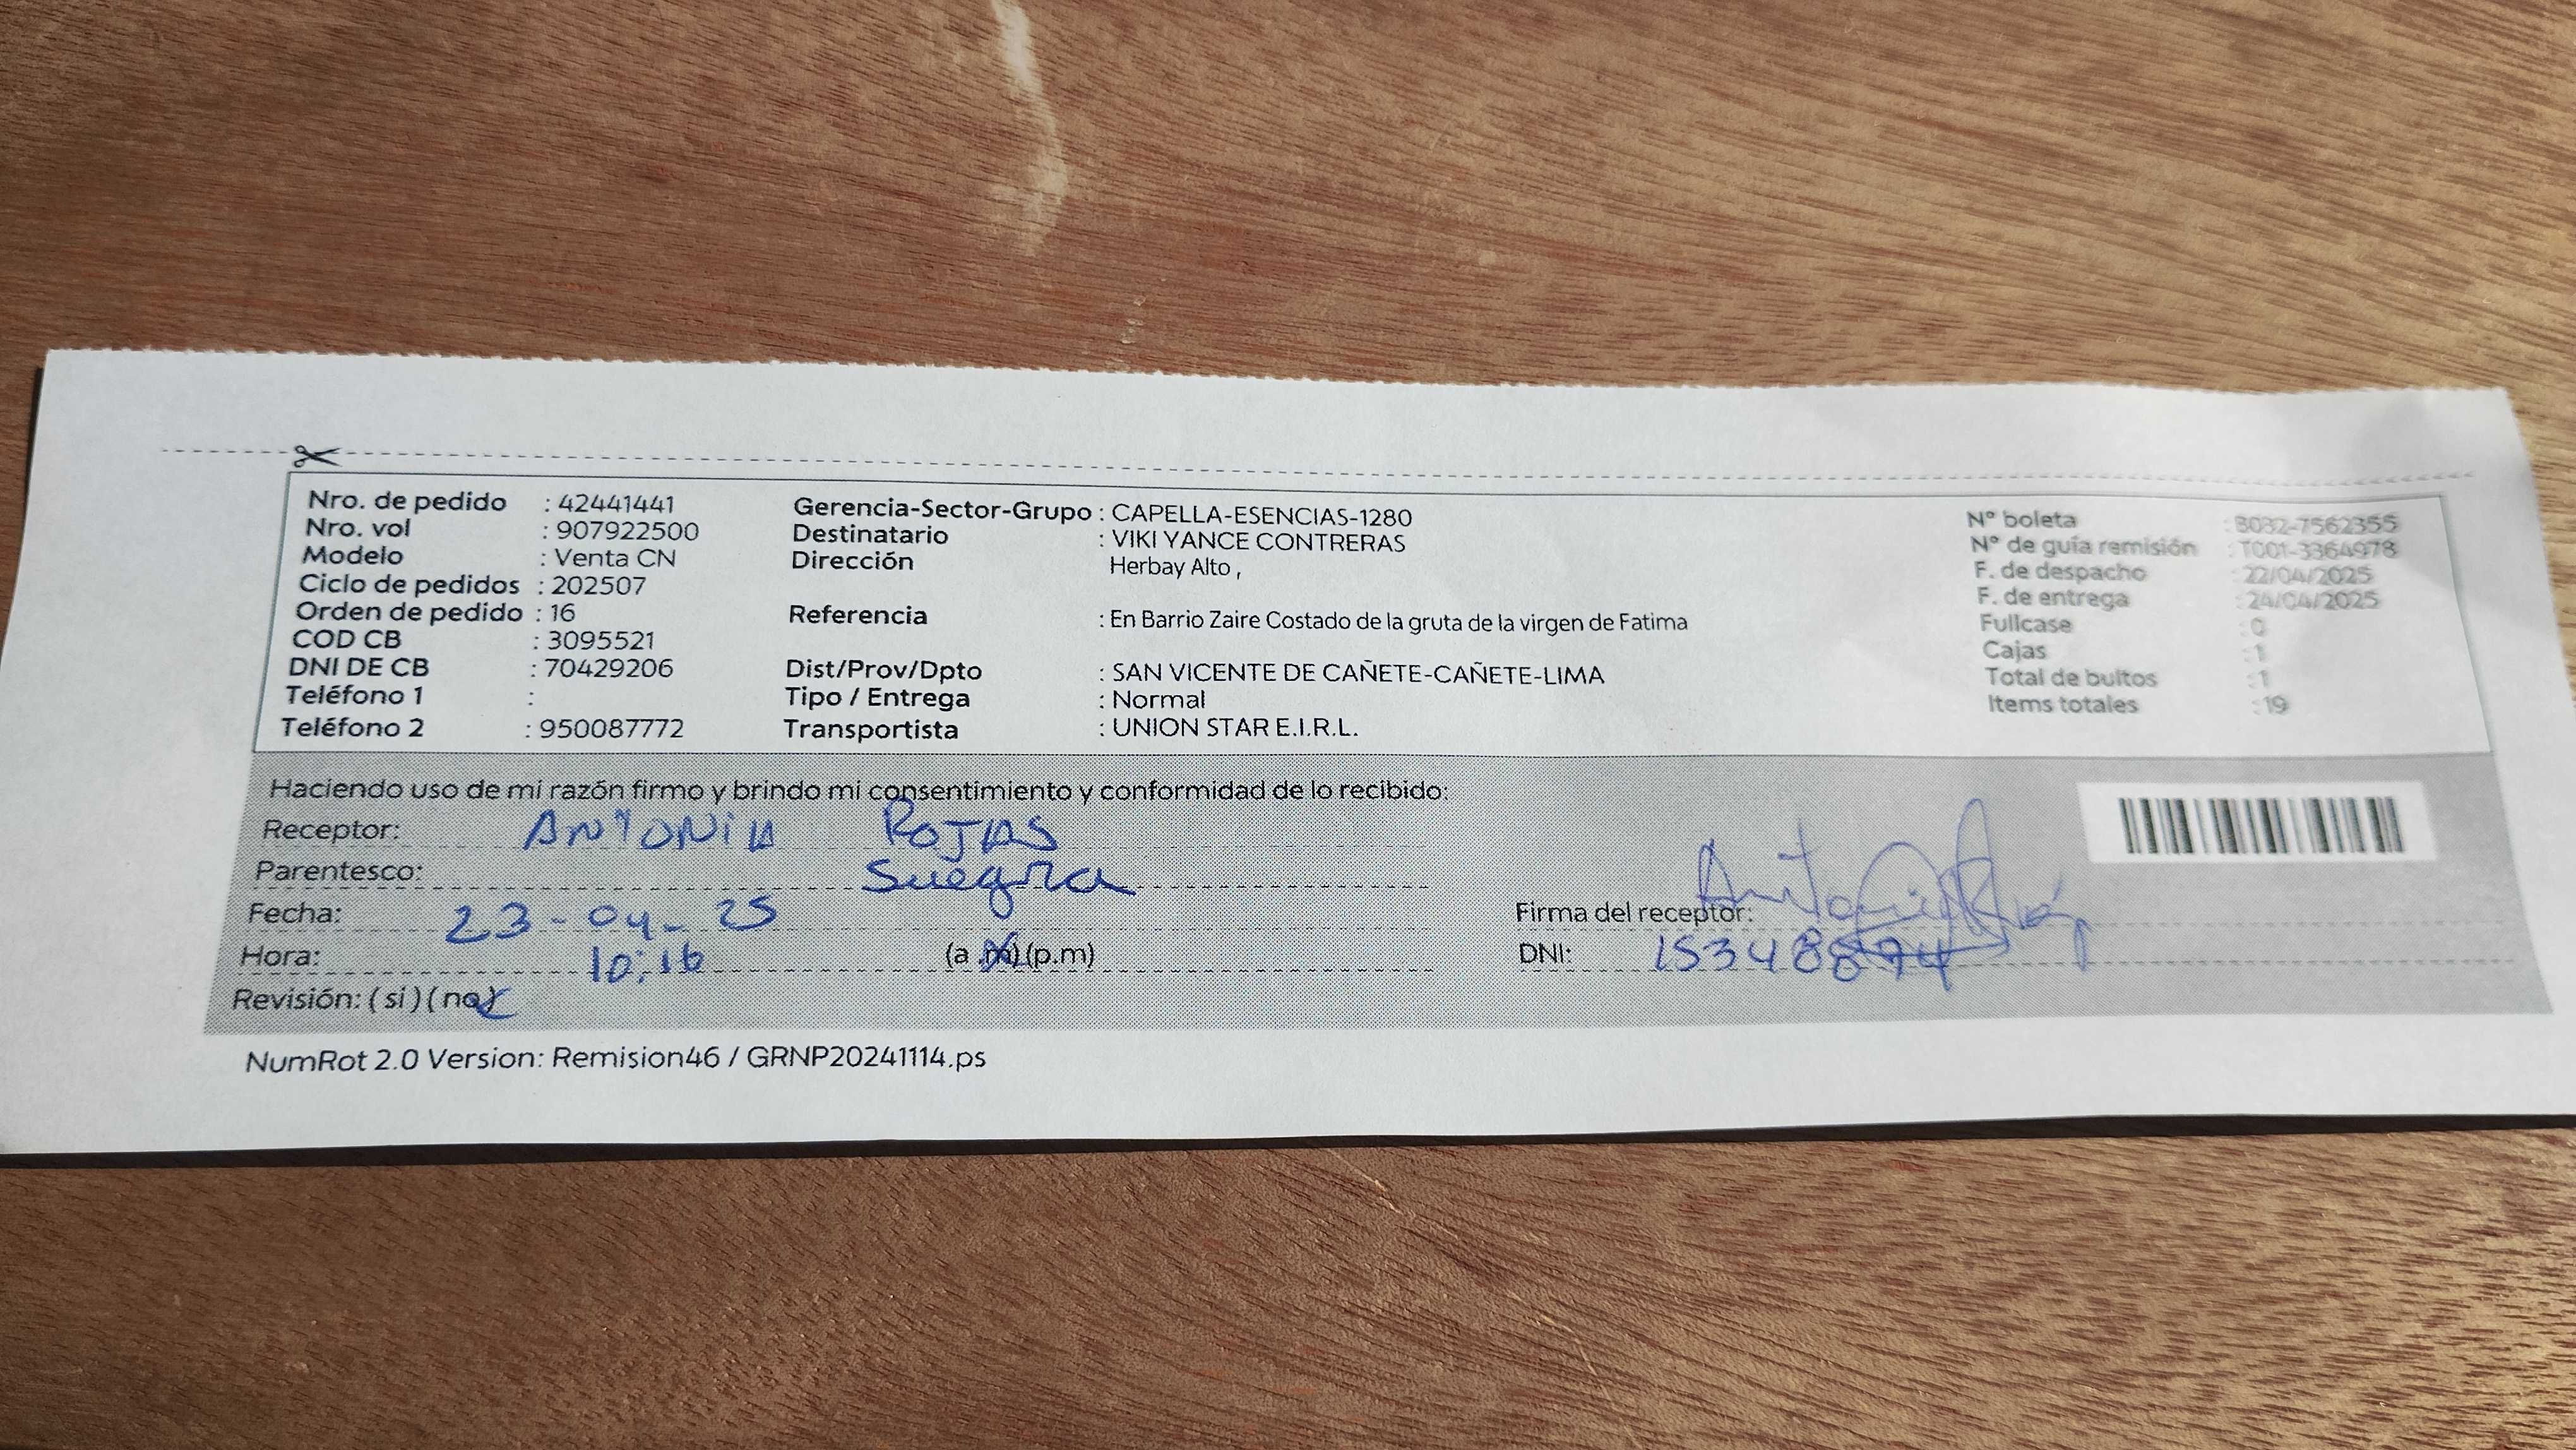 Nro. de pedido : 42441441
Nro. vol : 907922500
Modelo : Venta CN
Ciclo de pedidos : 202507
Orden de pedido : 16
COD CB : 3095521
DNI DE CB : 70429206
Teléfono 1 :
Teléfono 2 : 950087772
Gerencia-Sector-Grupo : CAPELLA-ESENCIAS-1280
Destinatario : VIKI YANCE CONTRERAS
Dirección Herbay Alto ,
Referencia : En Barrio Zaire Costado de la gruta de la virgen de Fatima
Dist/Prov/Dpto : SAN VICENTE DE CAÑETE-CAÑETE-LIMA
Tipo / Entrega : Normal
Transportista : UNION STAR E.I.R.L.
N° boleta : B032-7562355
N° de guía remisión : T001-3364978
F. de despacho : 22/04/2025
F. de entrega : 24/04/2025
Fullcase : 0
Cajas : 1
Total de bultos : 1
Items totales : 19
Haciendo uso de mi razón firmo y brindo mi consentimiento y conformidad de lo recibido:
Receptor: ANTONIA ROJAS
Parentesco: Suegra
Fecha: 23-04-25
Hora: 10:16 (a.m)(p.m)
Revisión: (si)(no)
Firma del receptor:
DNI:
NumRot 2.0 Version: Remision46 / GRNP20241114.ps